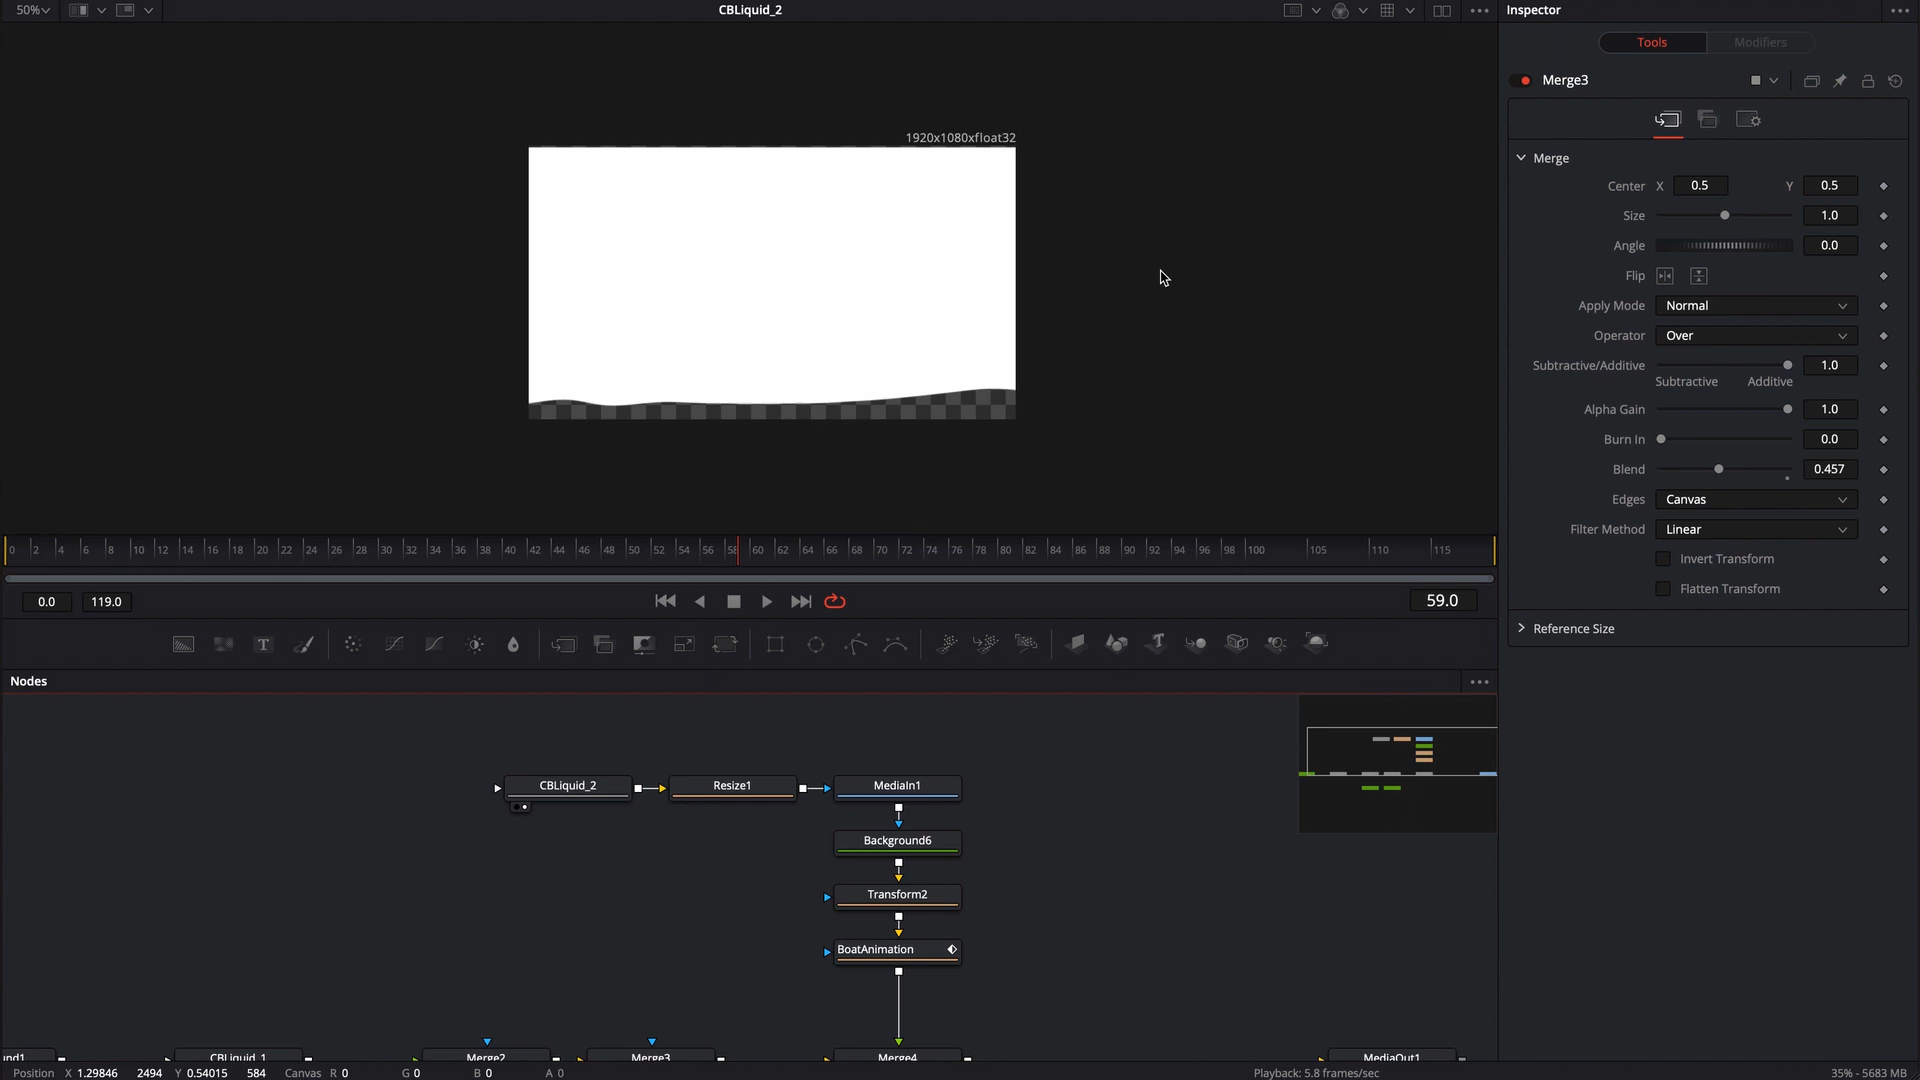 50%
CBLiquid_2
Inspector
Tools
Modifiers
Merge3
1920x1080xfloat32
Merge
Center X 0.5 Y 0.5
Size 1.0
Angle 0.0
Flip
Apply Mode Normal
Operator Over
Subtractive/Additive 1.0
Subtractive Additive
Alpha Gain 1.0
Burn In 0.0
Blend 0.457
Edges Canvas
Filter Method Linear
Invert Transform
Flatten Transform
Reference Size
0 2 4 6 8 10 12 14 16 18 20 22 24 26 28 30 32 34 36 38 40 42 44 46 48 50 52 54 56 58 60 62 64 66 68 70 72 74 76 78 80 82 84 86 88 90 92 94 96 98 100 105 110 115
0.0 119.0 59.0
Nodes
CBLiquid_2
Resize1
MediaIn1
Background6
Transform2
BoatAnimation
und1
CBLiquid_1
Merge2
Merge3
Merge4
MediaOut1
Position X 1.29846 2494 Y 0.54015 584 Canvas R 0 G 0 B 0 A 0
Playback: 5.8 frames/sec
35% - 5683 MB